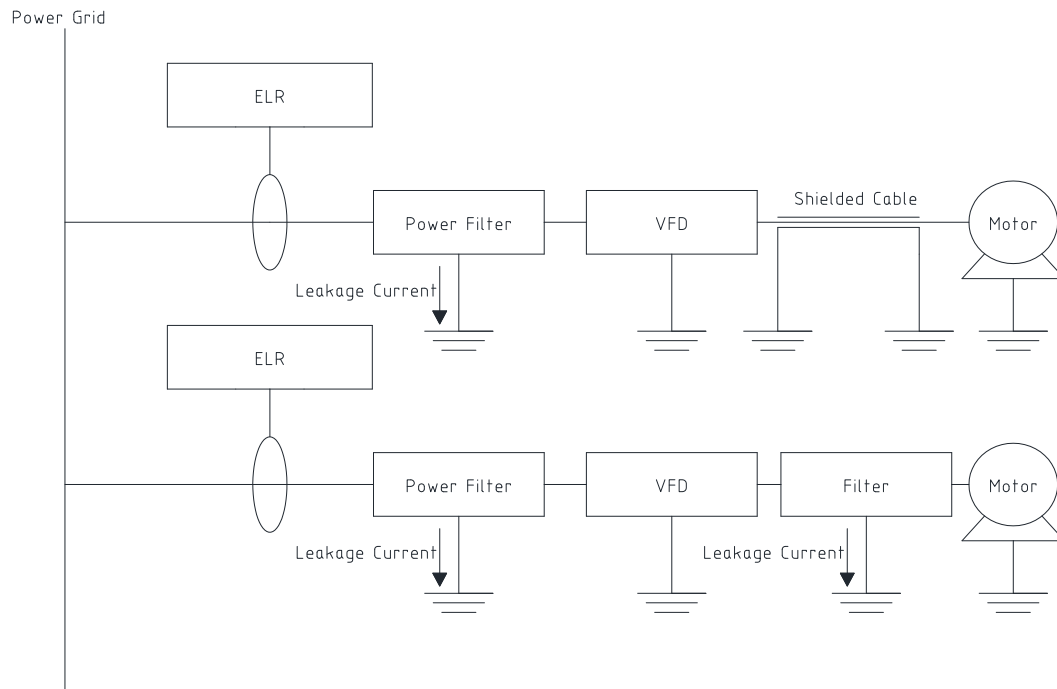 Power Grid
ELR
Shielded Cable
Power Filter
VFD
Motor
Leakage Current
ELR
Power Filter
VFD
Filter
Motor
Leakage Current
Leakage Current